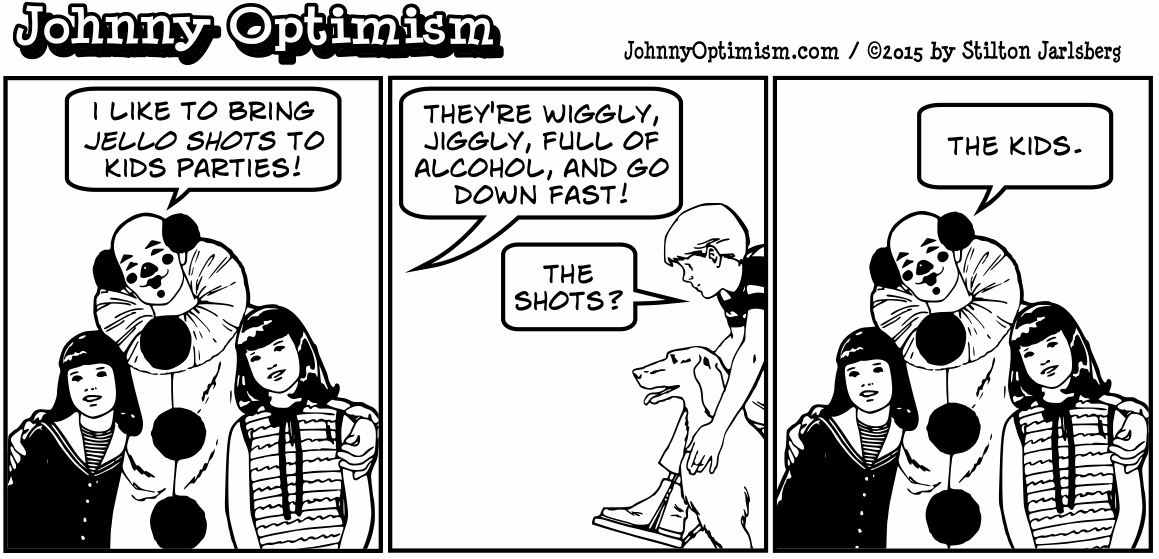 Johnny Optimism
JohnnyOptimism.com / ©2015 by Stilton Jarlsberg
I LIKE TO BRING
JELLO SHOTS TO
KIDS PARTIES!
THEY'RE WIGGLY,
JIGGLY, FULL OF
ALCOHOL, AND GO
DOWN FAST!
THE
SHOTS?
THE KIDS.